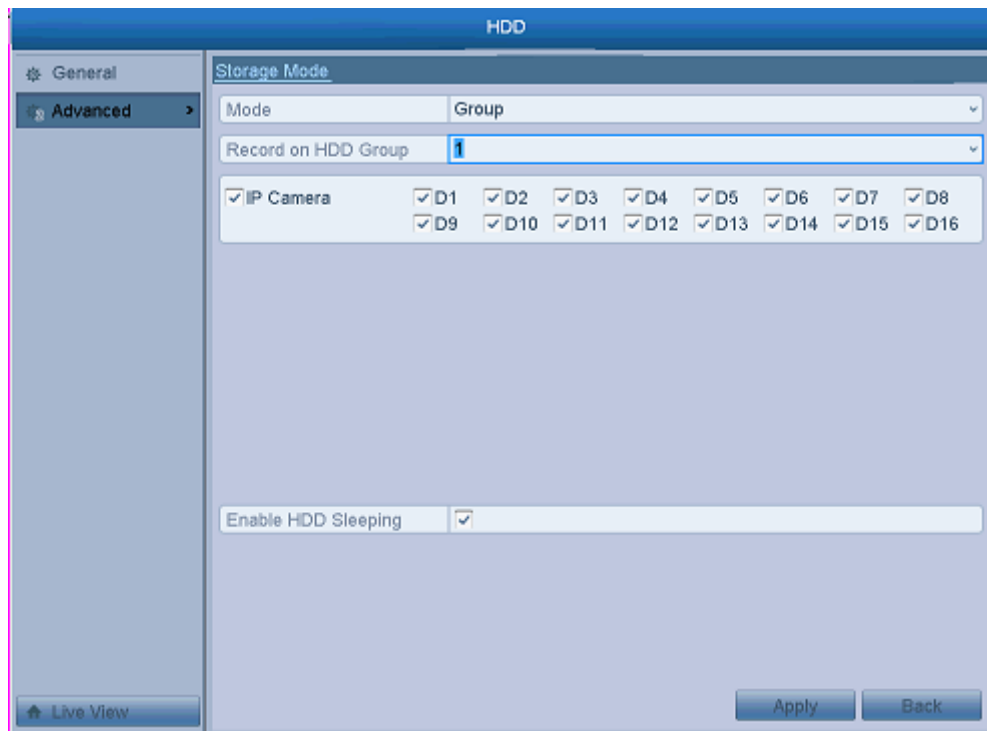 HDD
General
Advanced >
Storage Mode
Mode Group
Record on HDD Group 1
IP Camera D1 D2 D3 D4 D5 D6 D7 D8
D9 D10 D11 D12 D13 D14 D15 D16
Enable HDD Sleeping
Live View
Apply Back